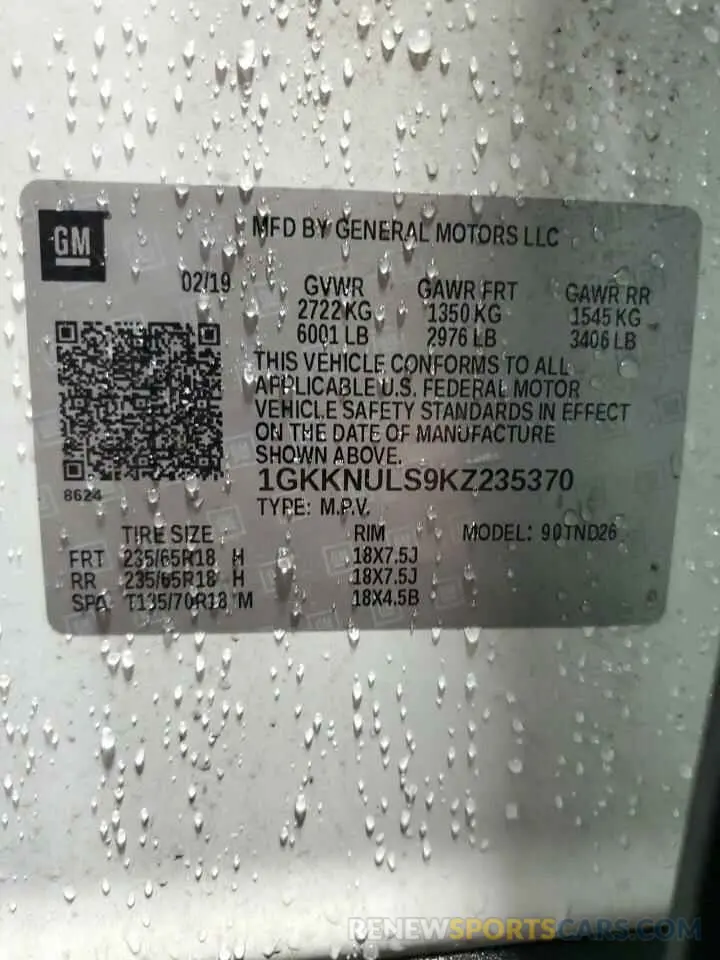 GM
MFD BY GENERAL MOTORS LLC
02/19 GVWR GAWR FRT GAWR RR
2722 KG 1350 KG 1545 KG
6001 LB 2976 LB 3406 LB
THIS VEHICLE CONFORMS TO ALL
APPLICABLE U.S. FEDERAL MOTOR
VEHICLE SAFETY STANDARDS IN EFFECT
ON THE DATE OF MANUFACTURE
SHOWN ABOVE.
8624
1GKKNULS9KZ235370
TYPE: M.P.V.
TIRE SIZE RIM MODEL: 90TND26
FRT 235/65R18 H 18X7.5J
RR 235/65R18 H 18X7.5J
SPA T135/70R18 M 18X4.5B
RENEWSPORTSCARS.COM